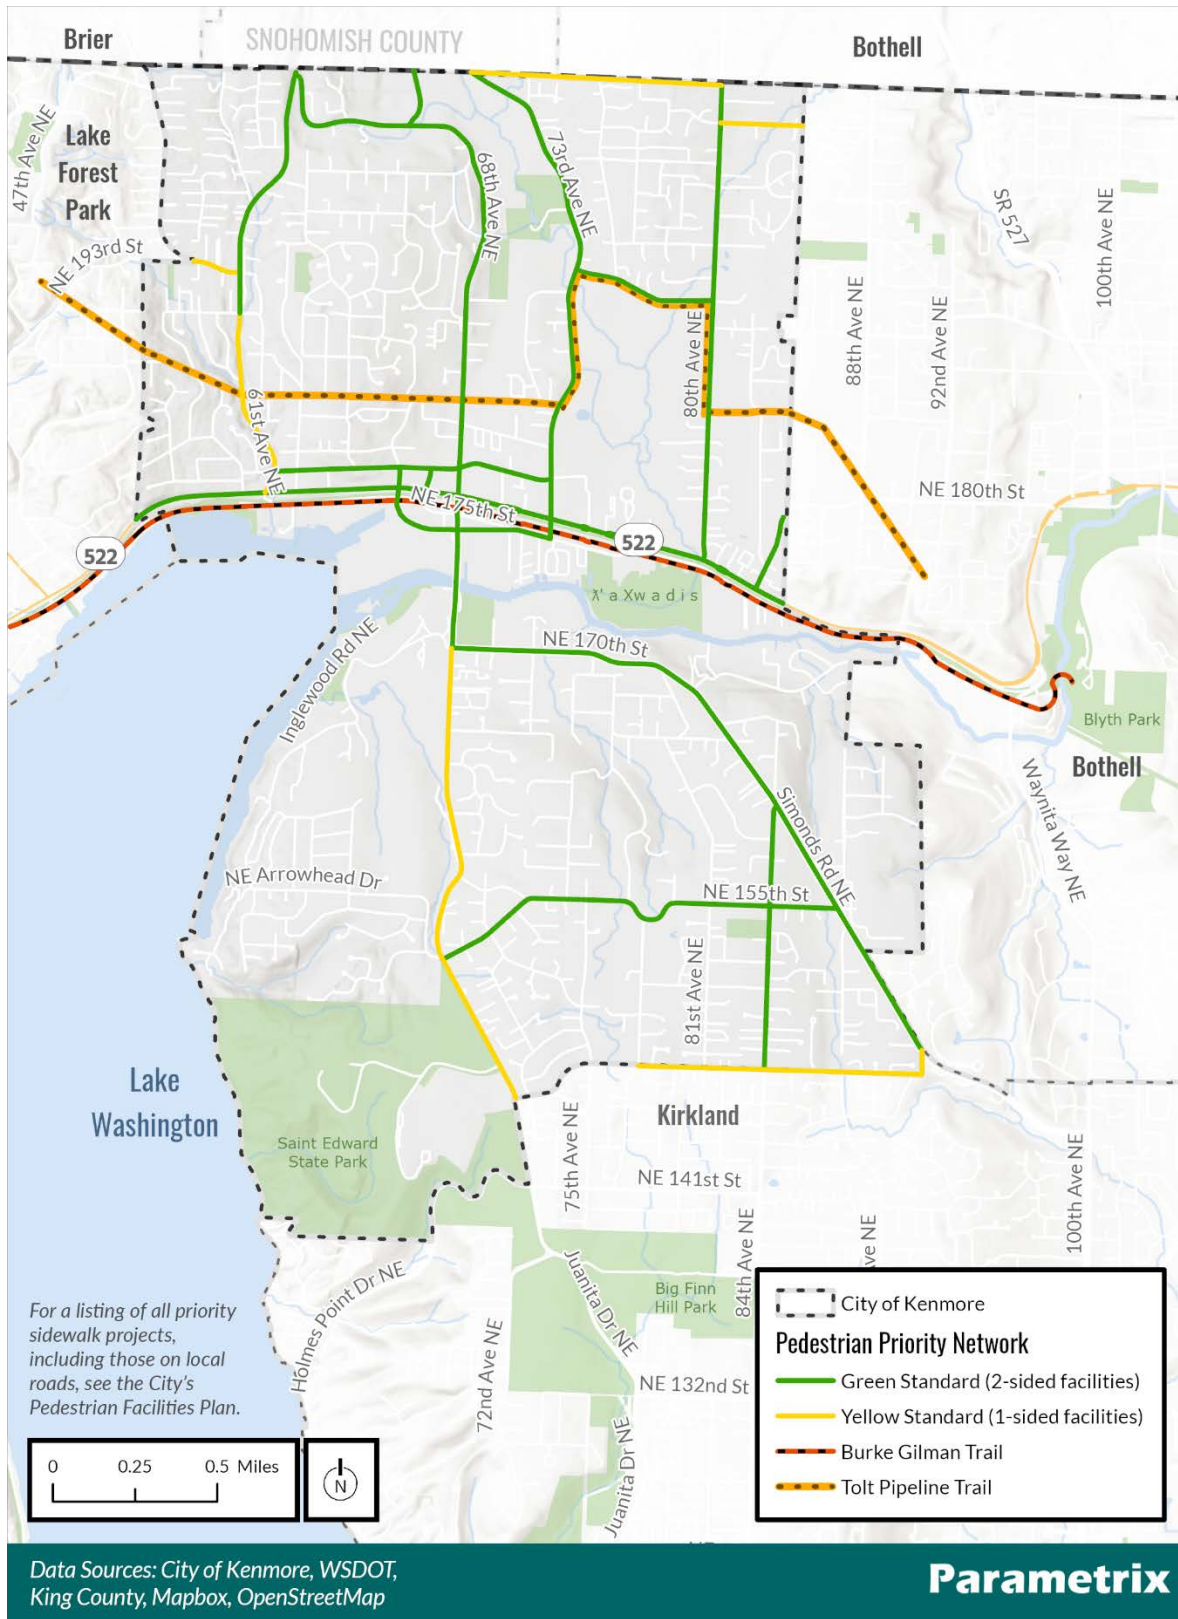 Brier
SNOHOMISH COUNTY
Bothell
47th Ave NE
Lake
Forest
Park
68th Ave NE
73rd Ave NE
SR 527
100th Ave NE
NE 193rd St
80th Ave NE
88th Ave NE
92nd Ave NE
61st Ave NE
NE 175th St
NE 180th St
522
522
ƛ' a X w a d i s
Inglewood Rd NE
NE 170th St
Blyth Park
Bothell
Waynita Way NE
Simonds Rd NE
NE Arrowhead Dr
NE 155th St
81st Ave NE
Lake
Washington
Kirkland
Saint Edward
State Park
75th Ave NE
NE 141st St
100th Ave NE
84th Ave NE
Ave NE
Holmes Point Dr NE
Juanita Dr NE
Big Finn
Hill Park
72nd Ave NE
NE 132nd St
Juanita Dr NE
City of Kenmore
Pedestrian Priority Network
Green Standard (2-sided facilities)
Yellow Standard (1-sided facilities)
Burke Gilman Trail
Tolt Pipeline Trail
For a listing of all priority
sidewalk projects,
including those on local
roads, see the City's
Pedestrian Facilities Plan.
0 0.25 0.5 Miles
N
Data Sources: City of Kenmore, WSDOT,
King County, Mapbox, OpenStreetMap
Parametrix